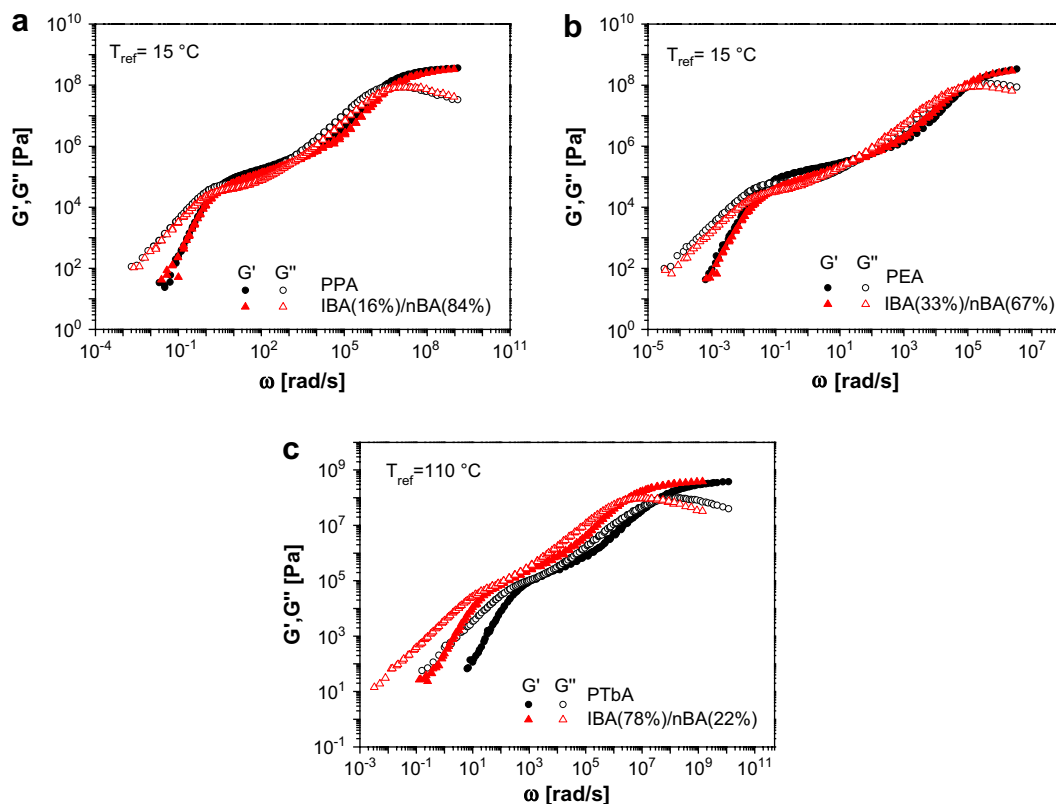 a
T_ref= 15 °C
10^10
10^8
10^6
10^4
10^2
10^0
G',G'' [Pa]
G' G''
PPA
IBA(16%)/nBA(84%)
10^-4 10^-1 10^2 10^5 10^8 10^11
ω [rad/s]
b
T_ref= 15 °C
10^10
10^8
10^6
10^4
10^2
10^0
G',G'' [Pa]
G' G''
PEA
IBA(33%)/nBA(67%)
10^-5 10^-3 10^-1 10^1 10^3 10^5 10^7
ω [rad/s]
c
T_ref=110 °C
10^9
10^7
10^5
10^3
10^1
10^-1
G',G'' [Pa]
G' G''
PTbA
IBA(78%)/nBA(22%)
10^-3 10^-1 10^1 10^3 10^5 10^7 10^9 10^11
ω [rad/s]